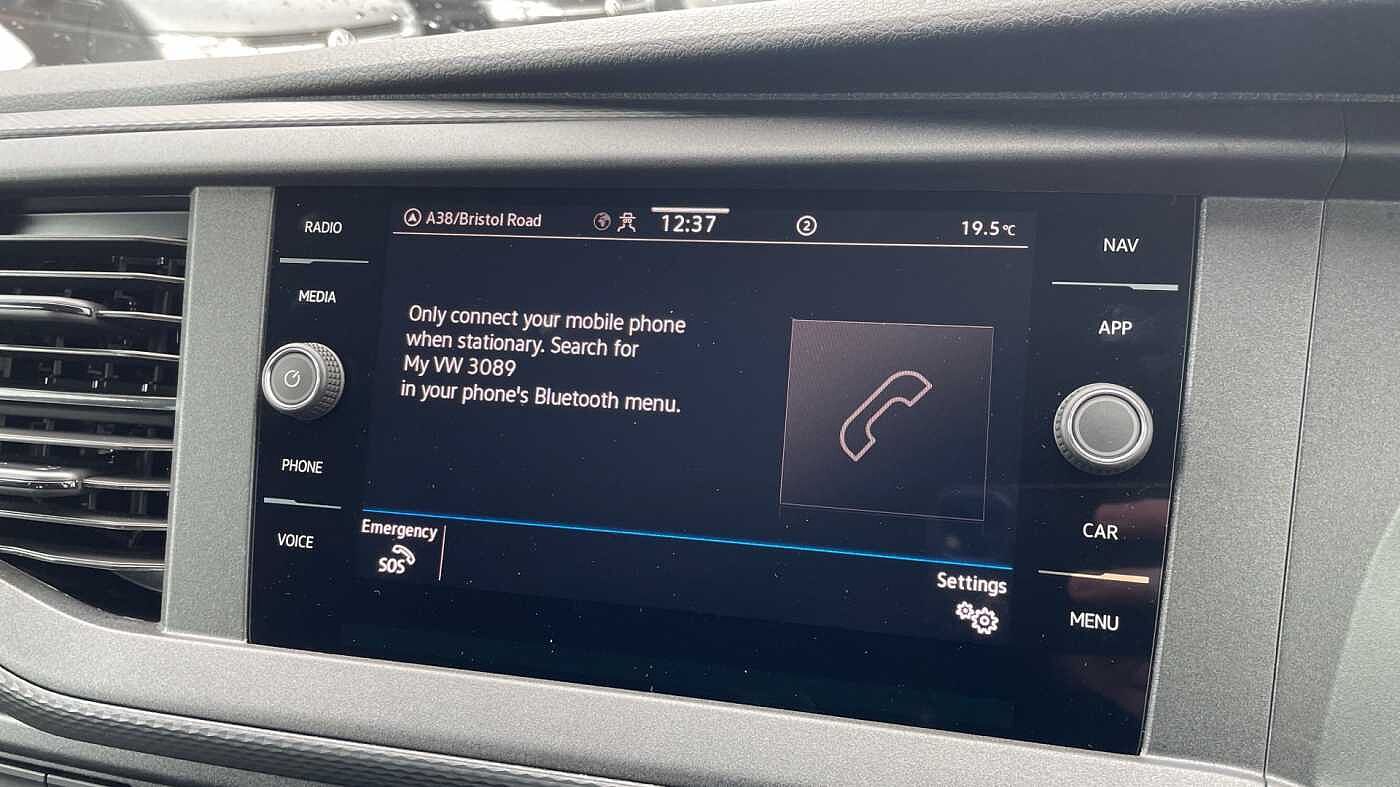 RADIO
MEDIA
PHONE
VOICE
A38/Bristol Road
12:37
2
19.5°C
Only connect your mobile phone
when stationary. Search for
My VW 3089
in your phone's Bluetooth menu.
Emergency
SOS
Settings
NAV
APP
CAR
MENU